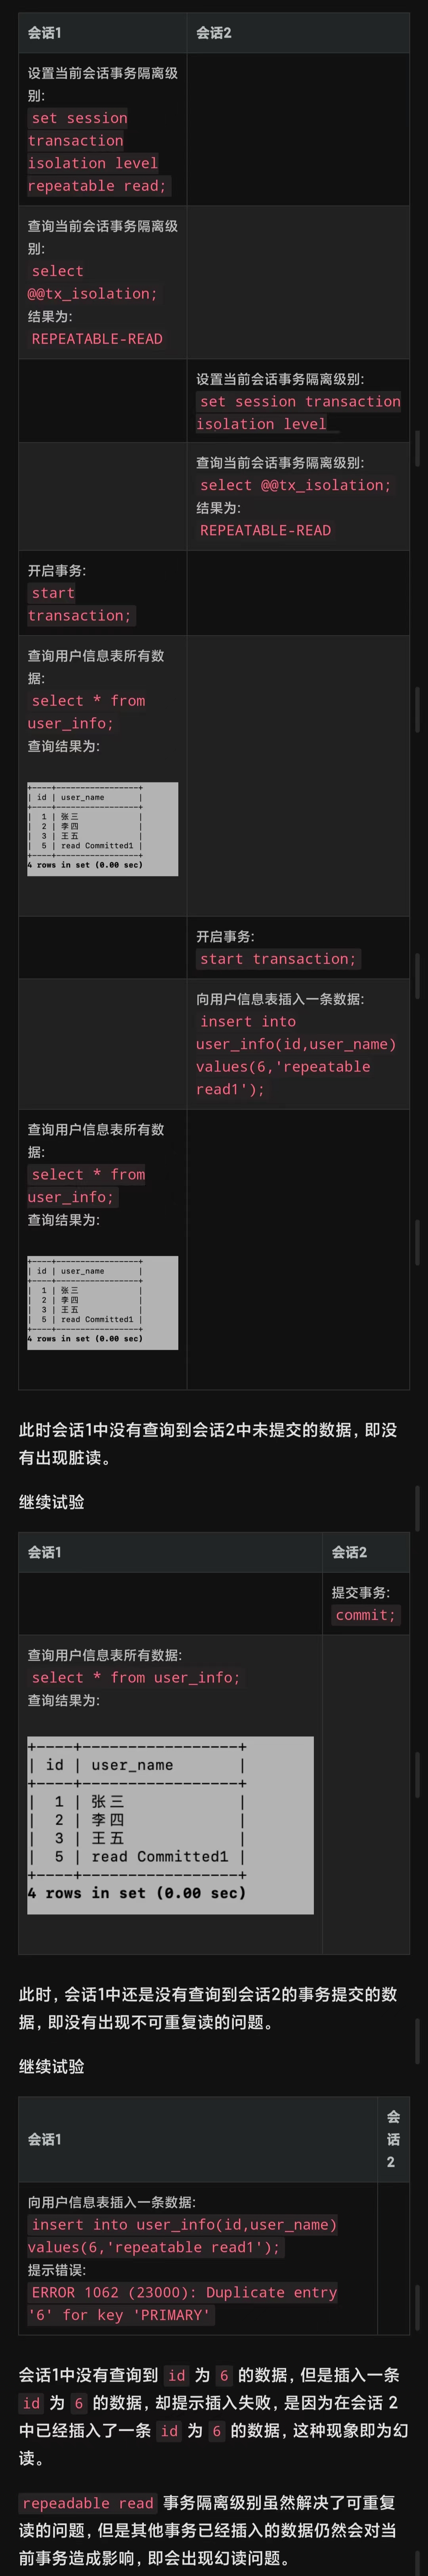 会话1
会话2
设置当前会话事务隔离级
别:
set session
transaction
isolation level
repeatable read;
查询当前会话事务隔离级
别:
select
@@tx_isolation;
结果为:
REPEATABLE-READ
设置当前会话事务隔离级别:
set session transaction
isolation level
查询当前会话事务隔离级别:
select @@tx_isolation;
结果为:
REPEATABLE-READ
开启事务:
start
transaction;
查询用户信息表所有数
据:
select * from
user_info;
查询结果为:
+----+-----------------+
| id | user_name       |
+----+-----------------+
|  1 | 张三            |
|  2 | 李四            |
|  3 | 王五            |
|  5 | read Committed1 |
+----+-----------------+
4 rows in set (0.00 sec)
开启事务:
start transaction;
向用户信息表插入一条数据:
insert into
user_info(id,user_name)
values(6,'repeatable
read1');
查询用户信息表所有数
据:
select * from
user_info;
查询结果为:
+----+-----------------+
| id | user_name       |
+----+-----------------+
|  1 | 张三            |
|  2 | 李四            |
|  3 | 王五            |
|  5 | read Committed1 |
+----+-----------------+
4 rows in set (0.00 sec)
此时会话1中没有查询到会话2中未提交的数据, 即没
有出现脏读。
继续试验
会话1
会话2
提交事务:
commit;
查询用户信息表所有数据:
select * from user_info;
查询结果为:
+----+-----------------+
| id | user_name       |
+----+-----------------+
|  1 | 张三            |
|  2 | 李四            |
|  3 | 王五            |
|  5 | read Committed1 |
+----+-----------------+
4 rows in set (0.00 sec)
此时, 会话1中还是没有查询到会话2的事务提交的数
据, 即没有出现不可重复读的问题。
继续试验
会话1
会
话
2
向用户信息表插入一条数据:
insert into user_info(id,user_name)
values(6,'repeatable read1');
提示错误:
ERROR 1062 (23000): Duplicate entry
'6' for key 'PRIMARY'
会话1中没有查询到 id 为 6 的数据, 但是插入一条
id 为 6 的数据, 却提示插入失败, 是因为在会话 2
中已经插入了一条 id 为 6 的数据, 这种现象即为幻
读。
repeadable read 事务隔离级别虽然解决了可重复
读的问题, 但是其他事务已经插入的数据仍然会对当
前事务造成影响, 即会出现幻读问题。